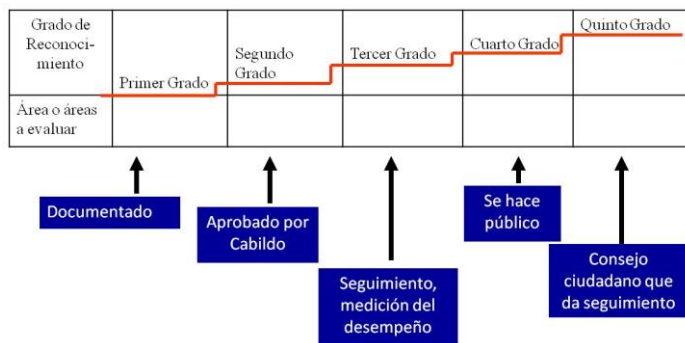 Grado de
Reconoci-
miento
Primer Grado
Segundo
Grado
Tercer Grado
Cuarto Grado
Quinto Grado
Área o áreas
a evaluar
Documentado
Aprobado por
Cabildo
Seguimiento,
medición del
desempeño
Se hace
público
Consejo
ciudadano que
da seguimiento